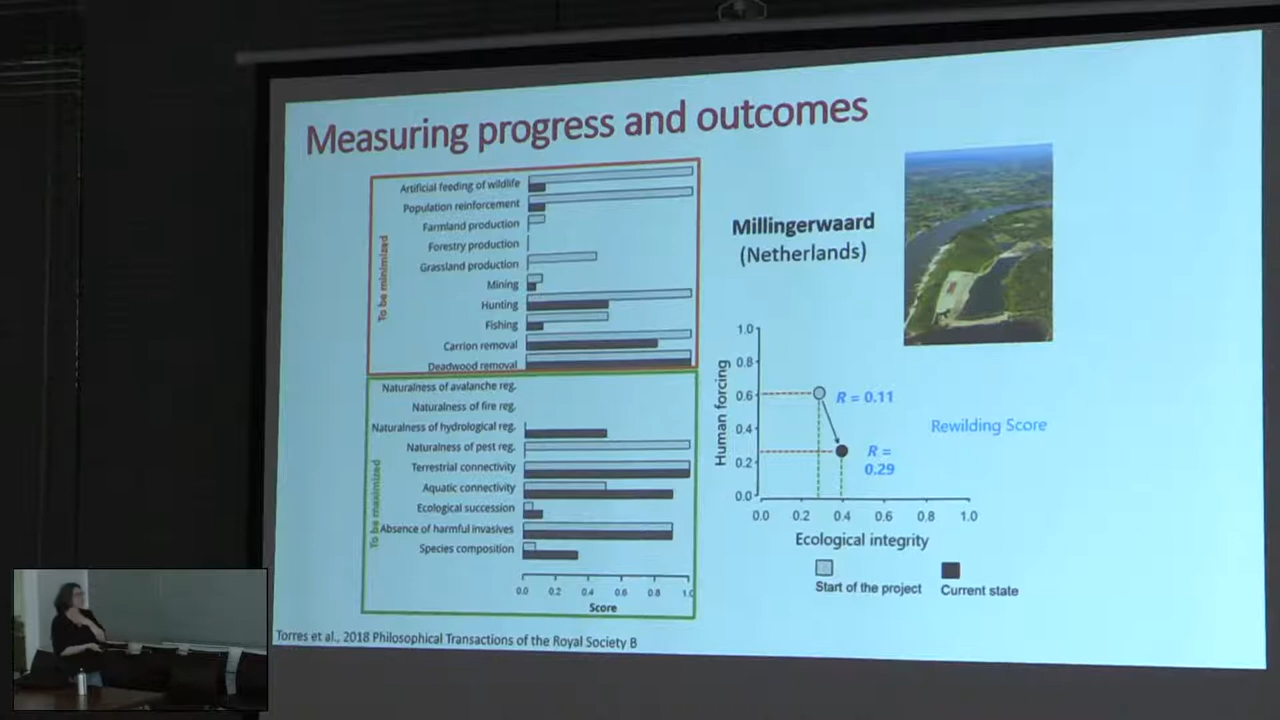 Measuring progress and outcomes
To be minimized
Artificial feeding of wildlife
Population reinforcement
Farmland production
Forestry production
Grassland production
Mining
Hunting
Fishing
Carrion removal
Deadwood removal
To be maximized
Naturalness of avalanche reg.
Naturalness of fire reg.
Naturalness of hydrological reg.
Naturalness of pest reg.
Terrestrial connectivity
Aquatic connectivity
Ecological succession
Absence of harmful invasives
Species composition
0.0 0.2 0.4 0.6 0.8 1.0
Score
Millingerwaard
(Netherlands)
Human forcing
1.0
0.8
0.6
0.4
0.2
0.0
R = 0.11
R =
0.29
Rewilding Score
0.0 0.2 0.4 0.6 0.8 1.0
Ecological integrity
Start of the project
Current state
Torres et al., 2018 Philosophical Transactions of the Royal Society B